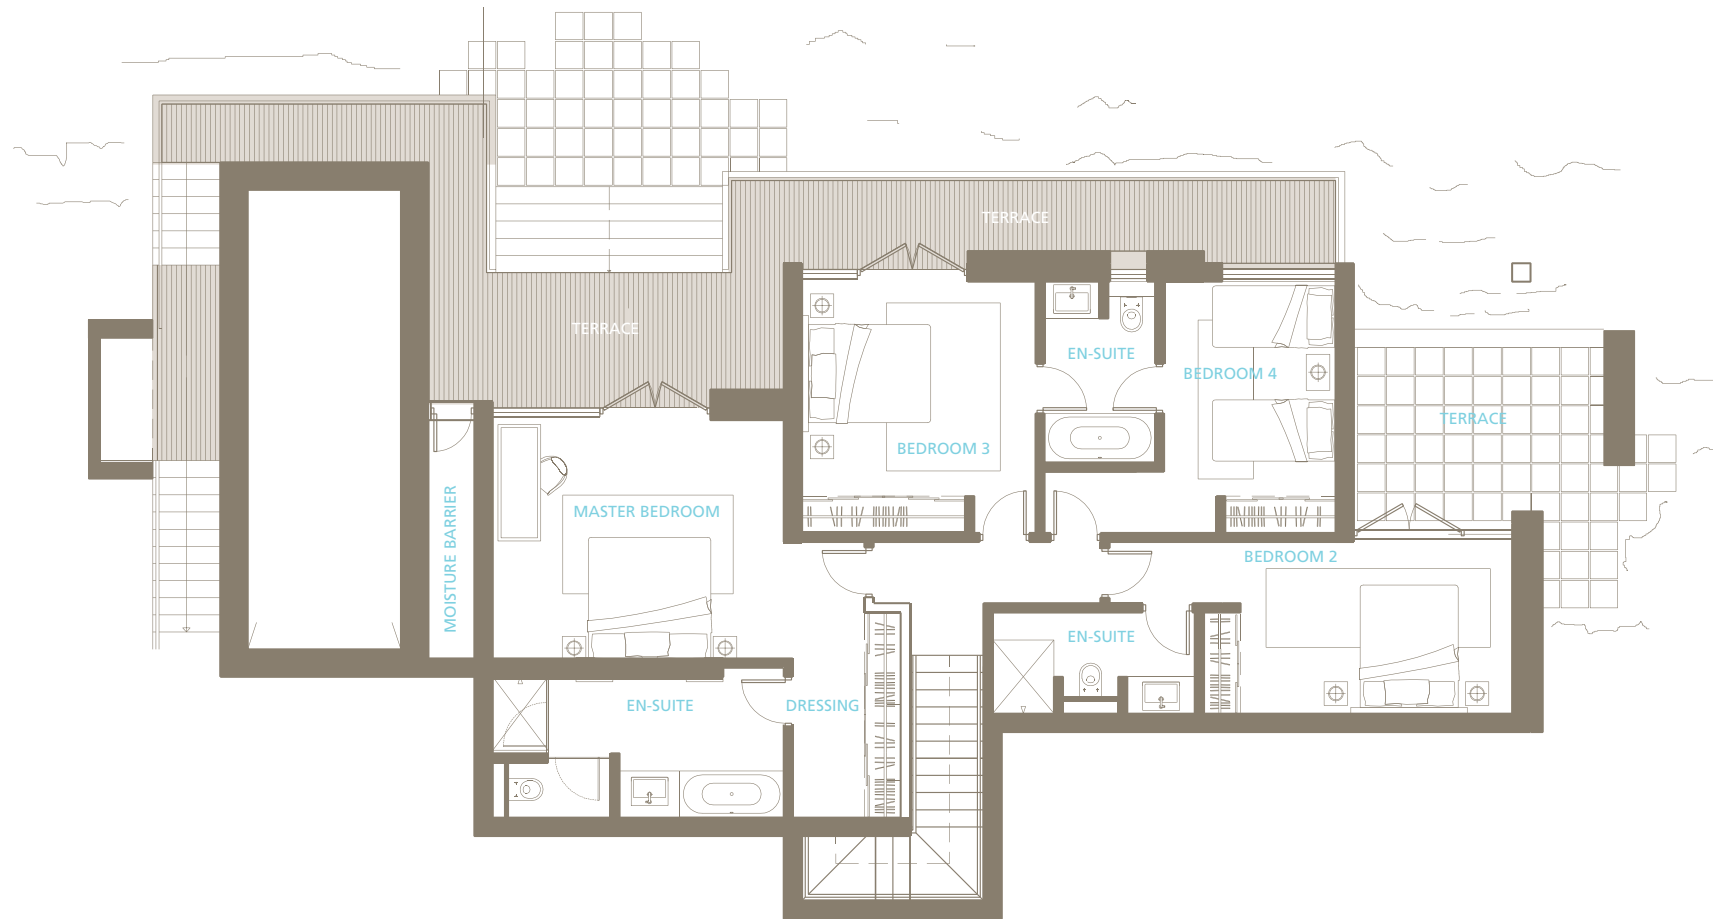 TERRACE
TERRACE
EN-SUITE
BEDROOM 4
TERRACE
BEDROOM 3
MASTER BEDROOM
MOISTURE BARRIER
BEDROOM 2
EN-SUITE
EN-SUITE
DRESSING